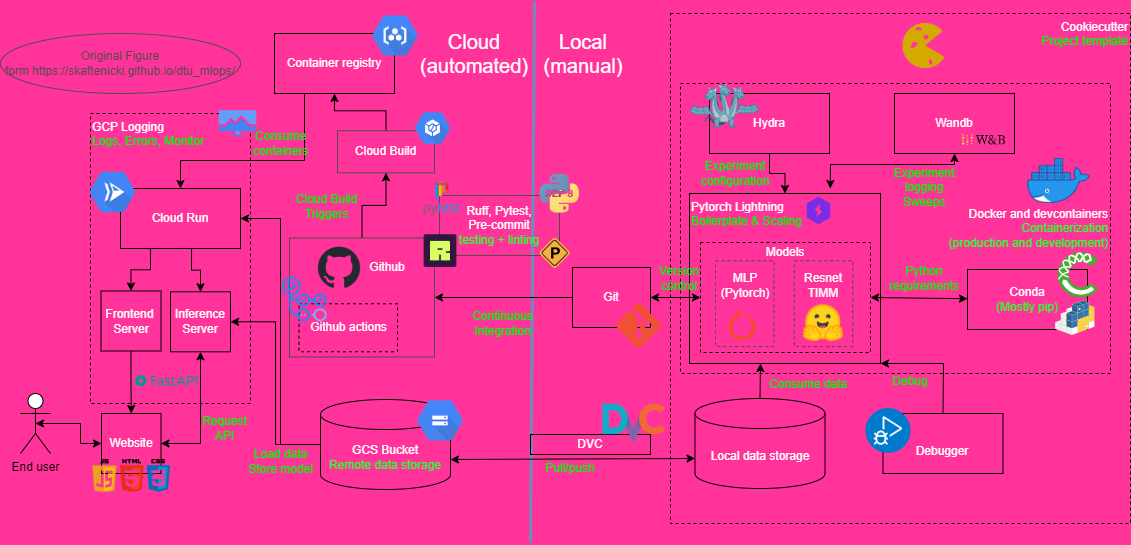 Original Figure
form https://skaftenicki.github.io/dtu_mlops/
Container registry
Cloud
(automated)
Local
(manual)
Cookiecutter
Project template
GCP Logging
Logs, Errors, Monitor
Consume
containers
Cloud Build
Hydra
Wandb
W&B
Cloud Run
Cloud Build
Triggers
pytest
PEP8
Ruff, Pytest,
Pre-commit
testing + linting
P
Experiment
configuration
Experiment
logging
Sweeps
Pytorch Lightning
Boilerplate & Scaling
Docker and devcontainers
Containerization
(production and development)
Github
Github actions
Frontend
Server
Inference
Server
Continuous
Integration
Git
Version
control
Models
MLP
(Pytorch)
Resnet
TIMM
Python
requirements
Conda
(Mostly pip)
FastAPI
Request
API
Website
JS
HTML
CSS
End user
Load data
Store model
GCS Bucket
Remote data storage
DVC
DVC
Pull/push
Consume data
Local data storage
Debug
Debugger